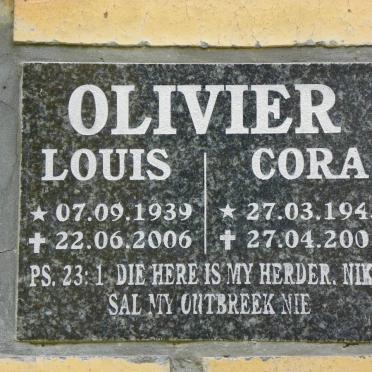 OLIVIER
LOUIS CORA
★ 07.09.1939 ★ 27.03.194
✝ 22.06.2006 ✝ 27.04.200
PS. 23: 1 DIE HERE IS MY HERDER. NIK
SAL MY ONTBREEK NIE